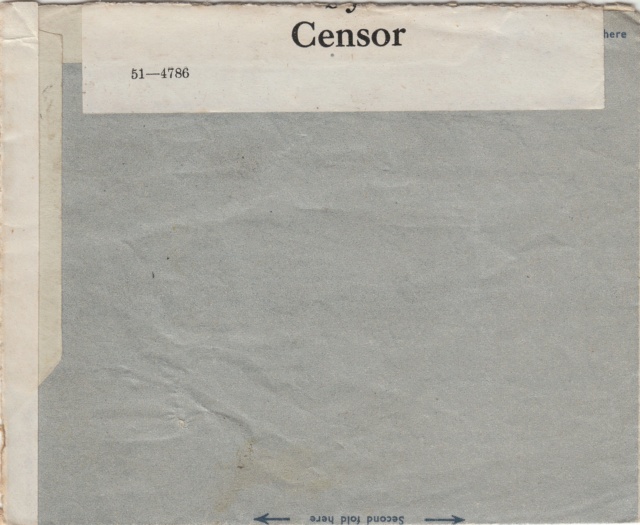 Censor
51—4786
here
Second fold here